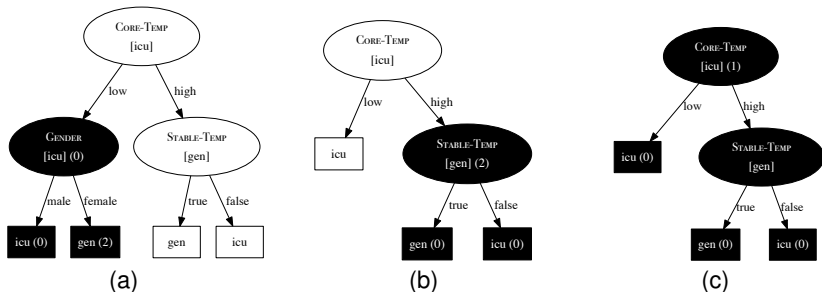 CORE-TEMP
[icu]
low
high
GENDER
[icu] (0)
STABLE-TEMP
[gen]
male
female
true
false
icu (0)
gen (2)
gen
icu
(a)
CORE-TEMP
[icu]
low
high
icu
STABLE-TEMP
[gen] (2)
true
false
gen (0)
icu (0)
(b)
CORE-TEMP
[icu] (1)
low
high
icu (0)
STABLE-TEMP
[gen]
true
false
gen (0)
icu (0)
(c)